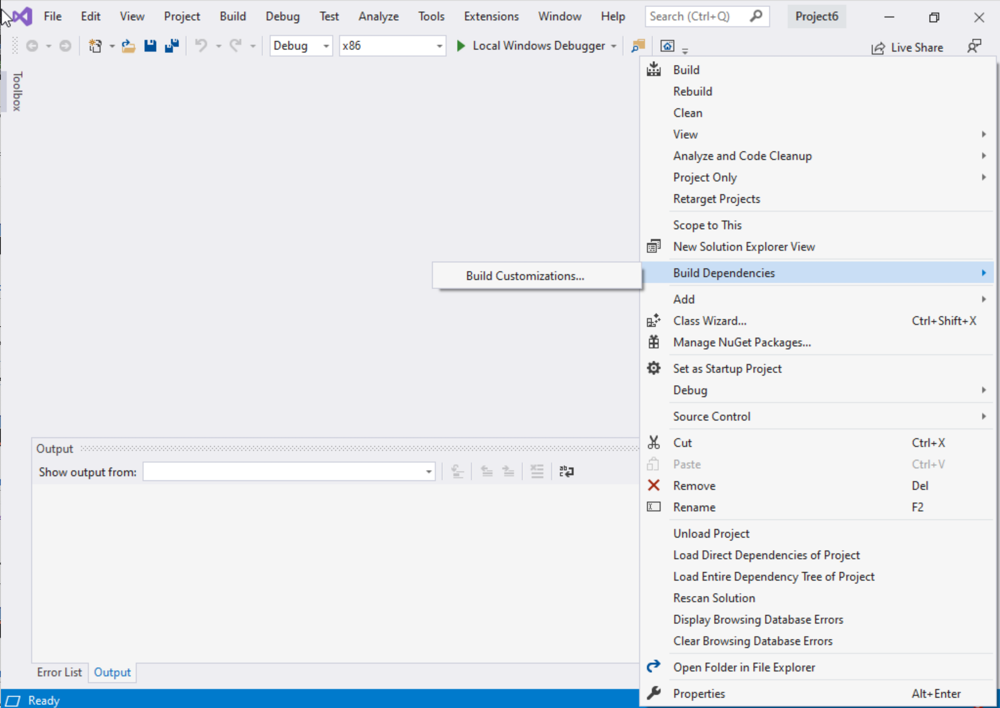 File Edit View Project Build Debug Test Analyze Tools Extensions Window Help Search (Ctrl+Q) Project6
Debug x86 Local Windows Debugger Live Share
Toolbox
Build
Rebuild
Clean
View
Analyze and Code Cleanup
Project Only
Retarget Projects
Scope to This
New Solution Explorer View
Build Dependencies
Build Customizations...
Add
Class Wizard... Ctrl+Shift+X
Manage NuGet Packages...
Set as Startup Project
Debug
Source Control
Cut Ctrl+X
Paste Ctrl+V
Remove Del
Rename F2
Unload Project
Load Direct Dependencies of Project
Load Entire Dependency Tree of Project
Rescan Solution
Display Browsing Database Errors
Clear Browsing Database Errors
Open Folder in File Explorer
Properties Alt+Enter
Output
Show output from:
Error List Output
Ready